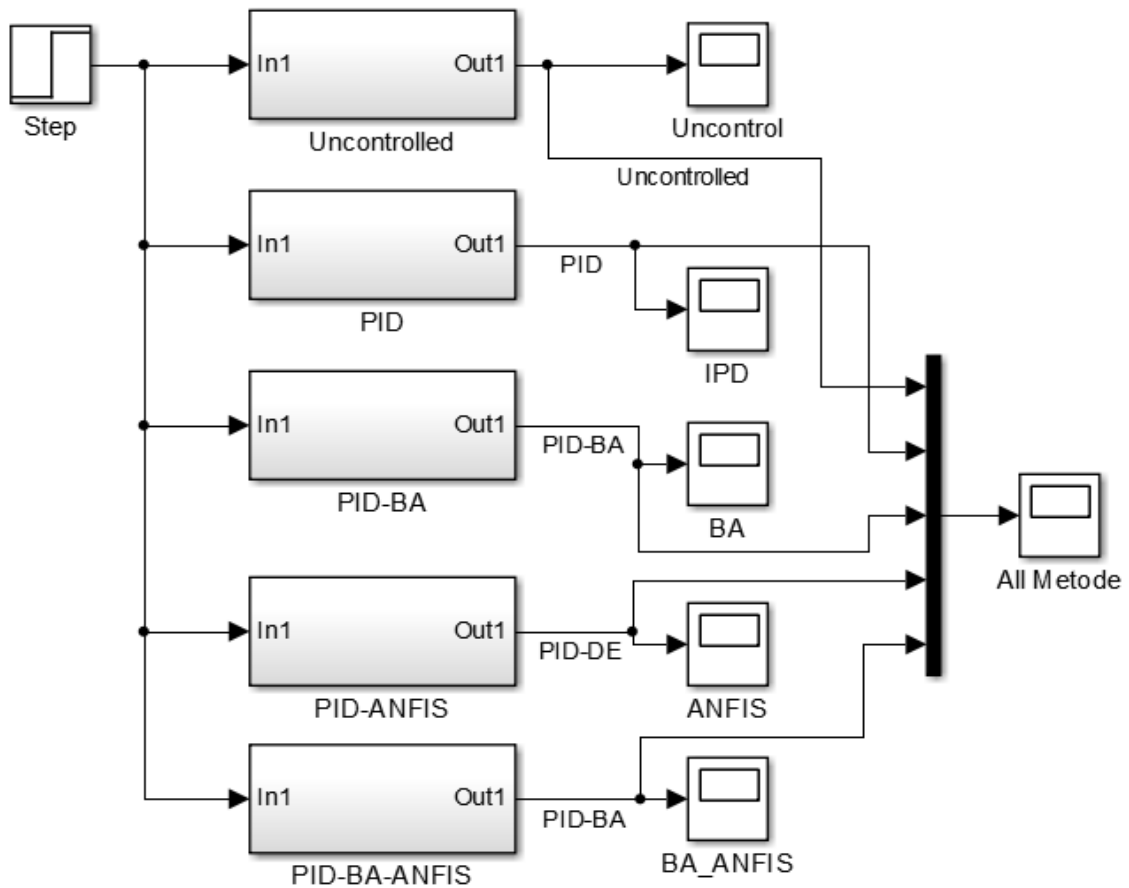 In1
Out1
Step
Uncontrolled
Uncontrol
Uncontrolled
In1
Out1
PID
PID
IPD
In1
Out1
PID-BA
PID-BA
BA
All Metode
In1
Out1
PID-DE
PID-ANFIS
ANFIS
In1
Out1
PID-BA
PID-BA-ANFIS
BA_ANFIS